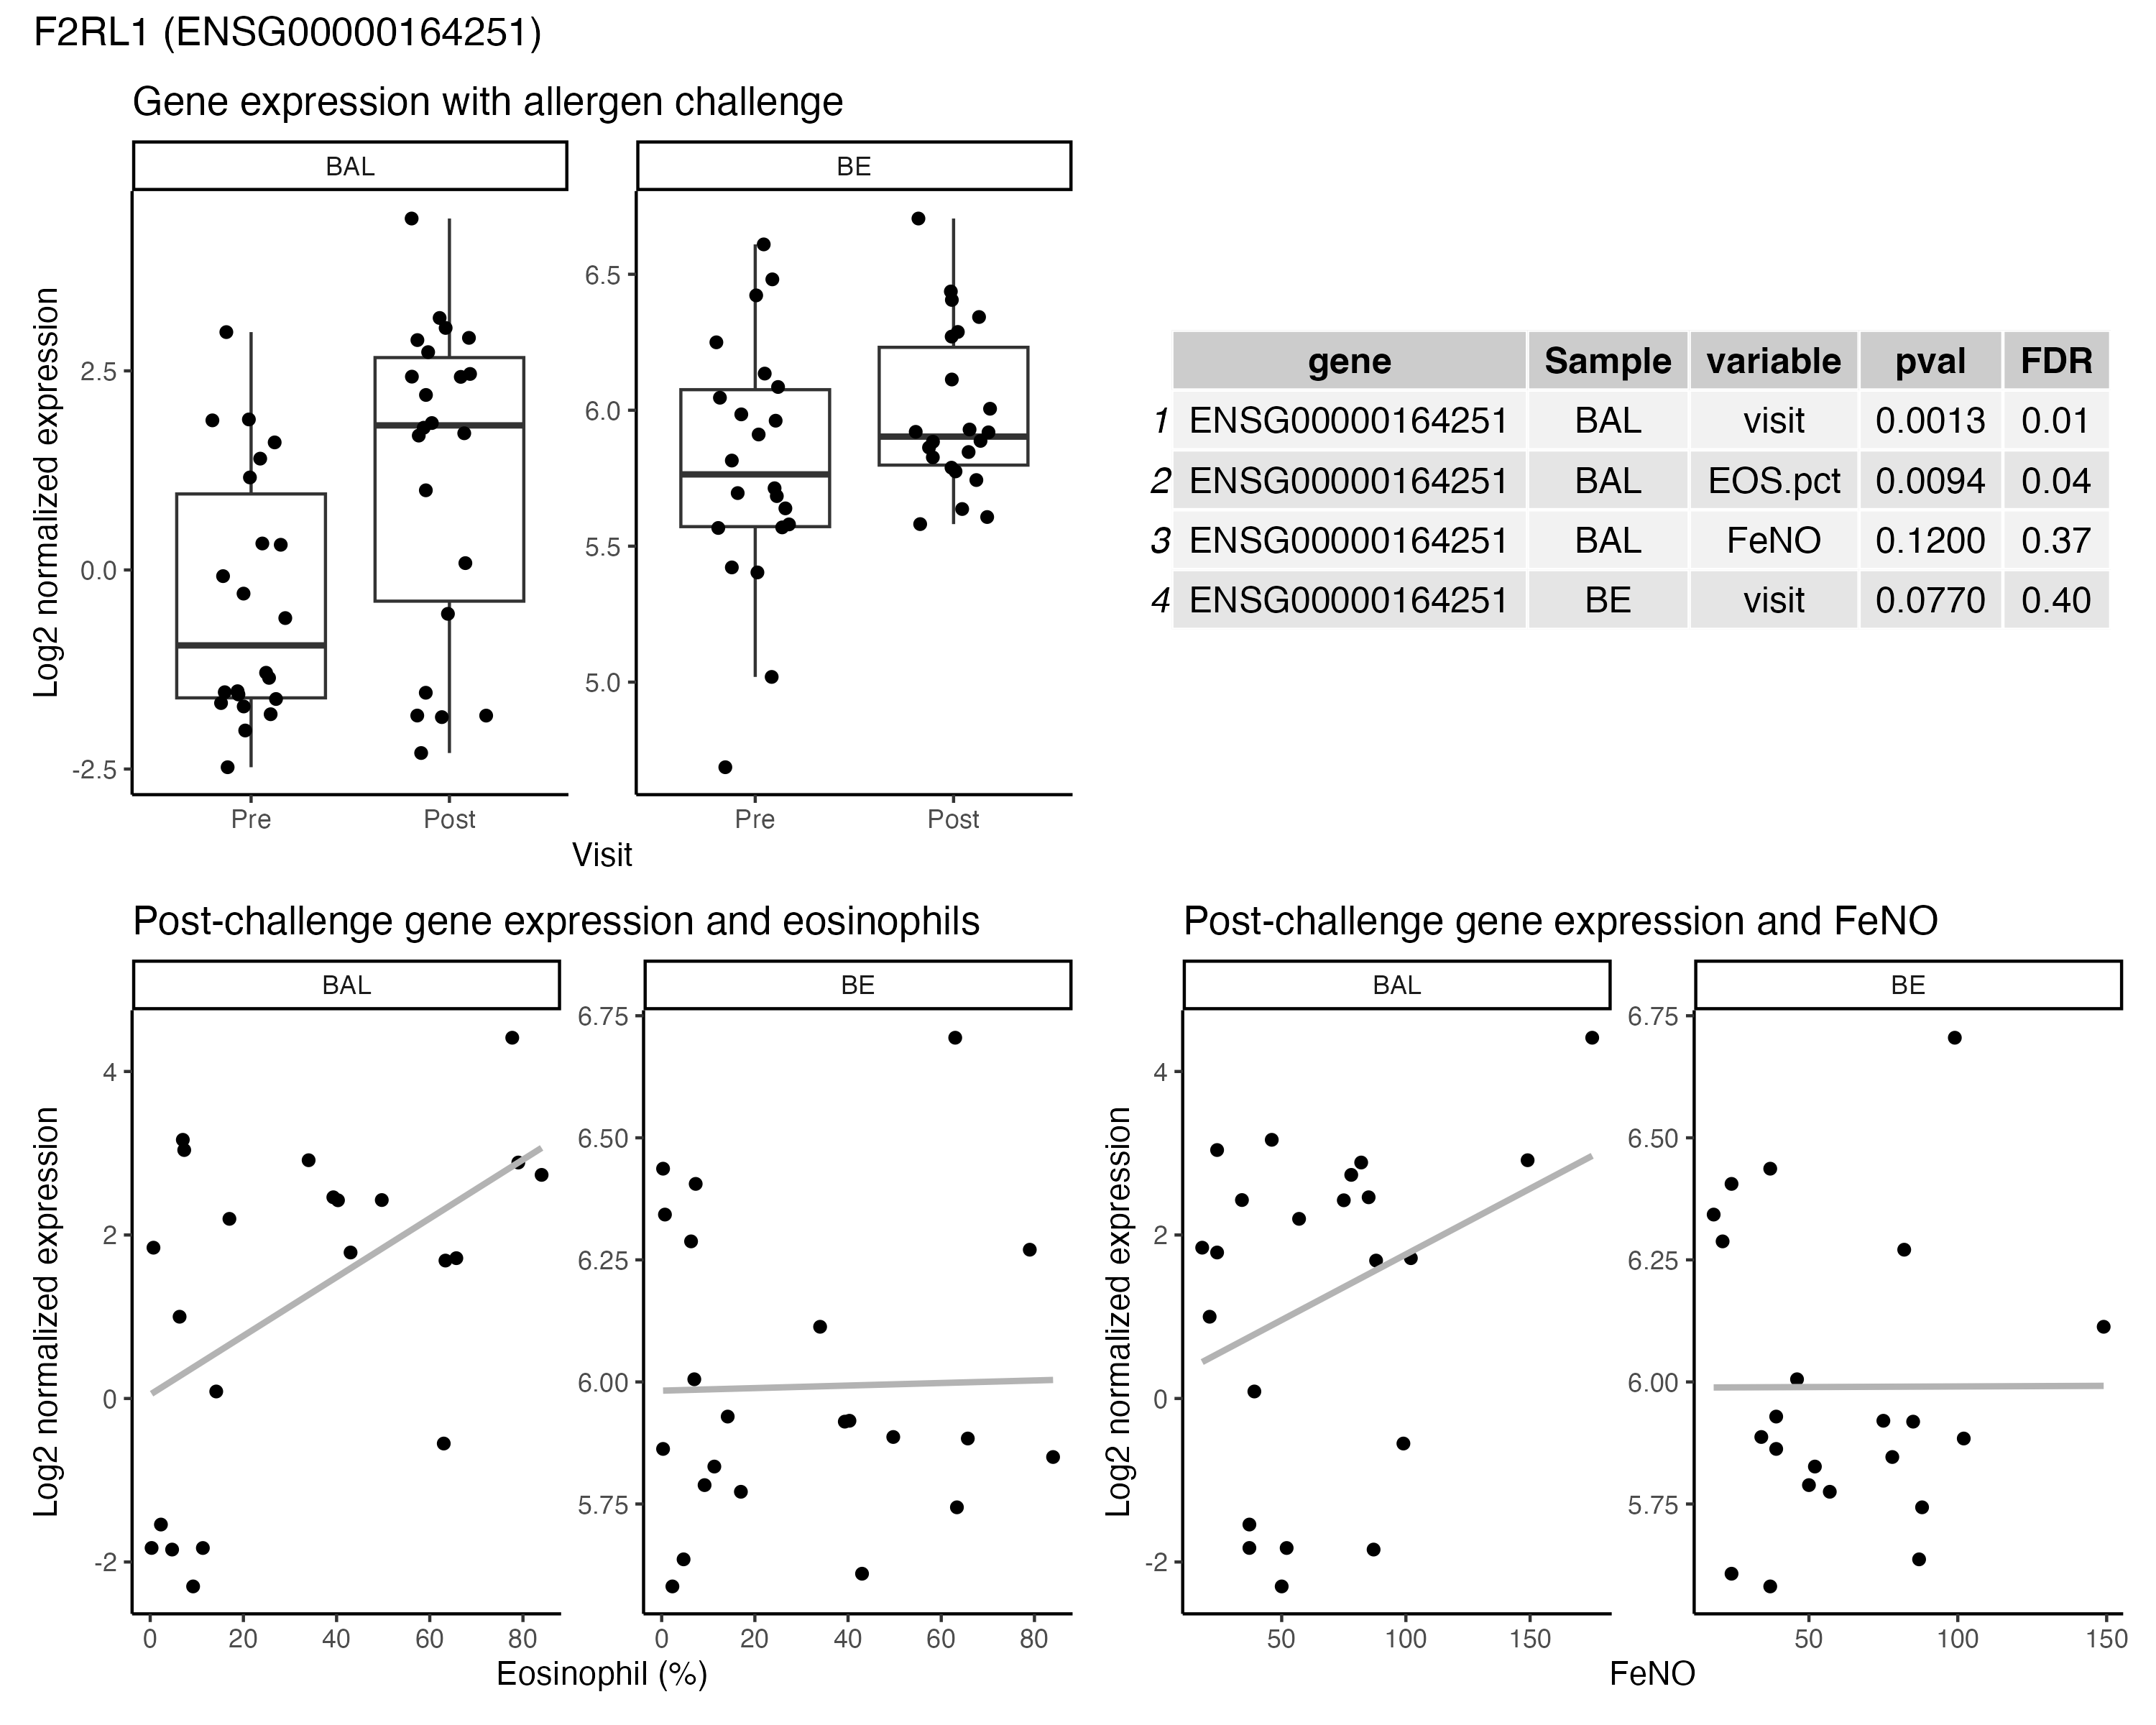 F2RL1 (ENSG00000164251)
Gene expression with allergen challenge
BAL
BE
Log2 normalized expression
2.5
0.0
-2.5
6.5
6.0
5.5
5.0
Pre
Post
Pre
Post
Visit
gene Sample variable pval FDR
1 ENSG00000164251 BAL visit 0.0013 0.01
2 ENSG00000164251 BAL EOS.pct 0.0094 0.04
3 ENSG00000164251 BAL FeNO 0.1200 0.37
4 ENSG00000164251 BE visit 0.0770 0.40
Post-challenge gene expression and eosinophils
BAL
BE
Log2 normalized expression
4
2
0
-2
6.75
6.50
6.25
6.00
5.75
0 20 40 60 80
0 20 40 60 80
Eosinophil (%)
Post-challenge gene expression and FeNO
BAL
BE
Log2 normalized expression
4
2
0
-2
6.75
6.50
6.25
6.00
5.75
50 100 150
50 100 150
FeNO